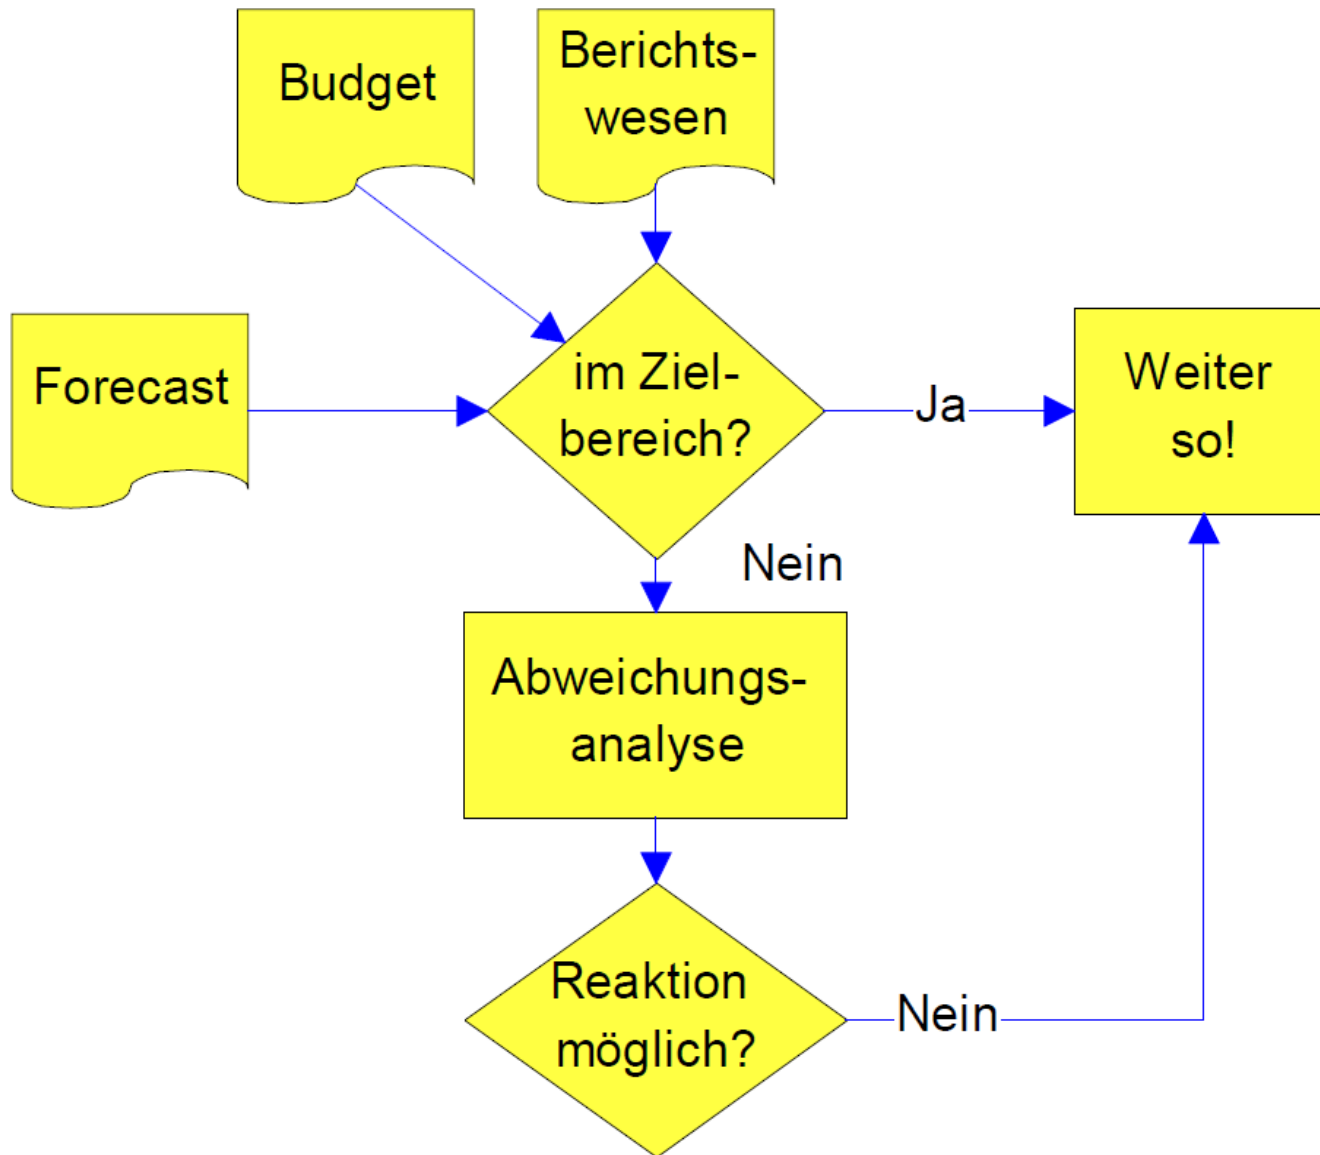 Budget
Berichts-
wesen
Forecast
im Ziel-
bereich?
Ja
Weiter
so!
Nein
Abweichungs-
analyse
Reaktion
möglich?
Nein